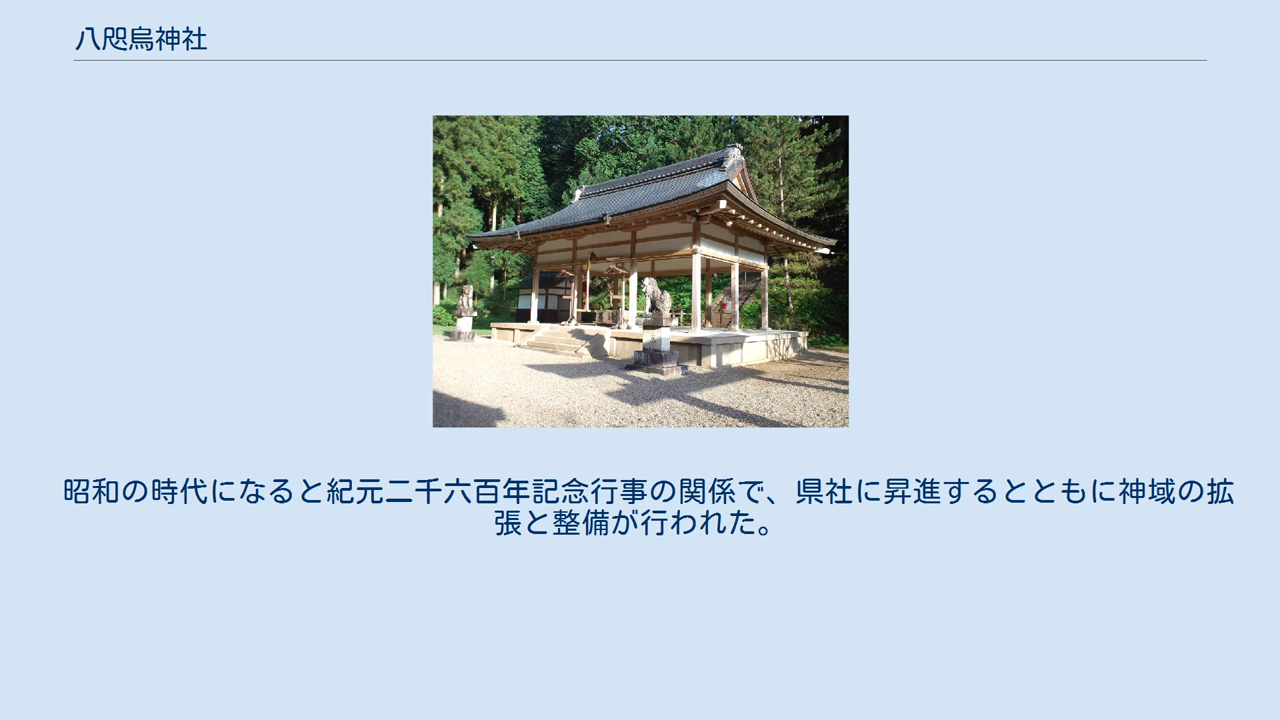 八咫烏神社
昭和の時代になると紀元二千六百年記念行事の関係で、県社に昇進するとともに神域の拡
張と整備が行われた。